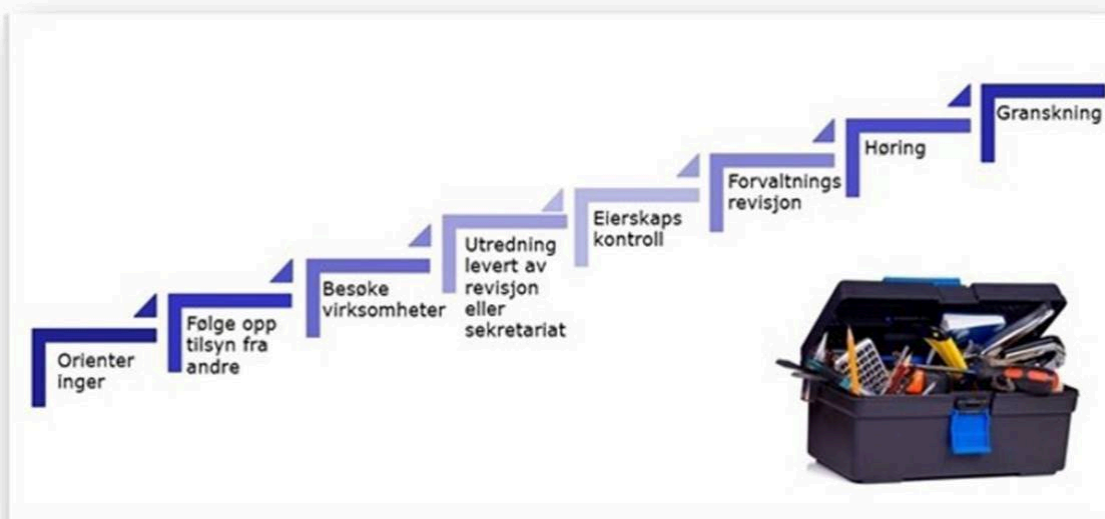 Orienter
inger
Følge opp
tilsyn fra
andre
Besøke
virksomheter
Utredning
levert av
revisjon
eller
sekretariat
Eierskaps
kontroll
Forvaltnings
revisjon
Høring
Granskning